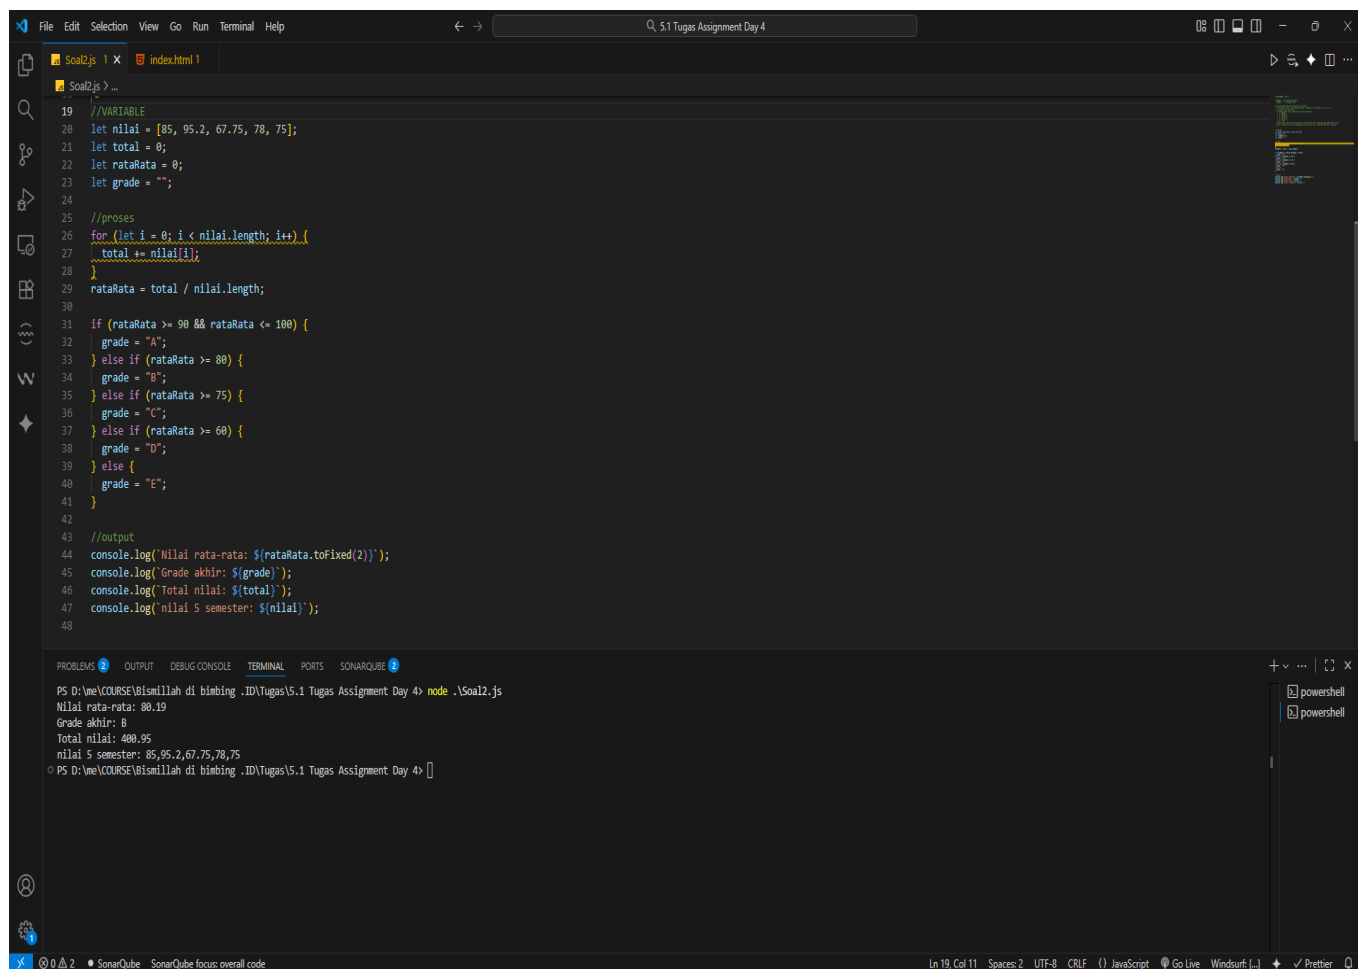 File Edit Selection View Go Run Terminal Help
5.1 Tugas Assignment Day 4
Soal2.js 1
index.html 1
Soal2.js > ...
19 //VARIABLE
20 let nilai = [85, 95.2, 67.75, 78, 75];
21 let total = 0;
22 let rataRata = 0;
23 let grade = "";
24
25 //proses
26 for (let i = 0; i < nilai.length; i++) {
27 total += nilai[i];
28 }
29 rataRata = total / nilai.length;
30
31 if (rataRata >= 90 && rataRata <= 100) {
32 grade = "A";
33 } else if (rataRata >= 80) {
34 grade = "B";
35 } else if (rataRata >= 75) {
36 grade = "C";
37 } else if (rataRata >= 60) {
38 grade = "D";
39 } else {
40 grade = "E";
41 }
42
43 //output
44 console.log(`Nilai rata-rata: ${rataRata.toFixed(2)}`);
45 console.log(`Grade akhir: ${grade}`);
46 console.log(`Total nilai: ${total}`);
47 console.log(`nilai 5 semester: ${nilai}`);
48
PROBLEMS 2 OUTPUT DEBUG CONSOLE TERMINAL PORTS SONARQUBE 2
PS D:\me\COURSE\Bismillah di bimbing .ID\Tugas\5.1 Tugas Assignment Day 4> node .\Soal2.js
Nilai rata-rata: 80.19
Grade akhir: B
Total nilai: 400.95
nilai 5 semester: 85,95.2,67.75,78,75
PS D:\me\COURSE\Bismillah di bimbing .ID\Tugas\5.1 Tugas Assignment Day 4>
powershell
powershell
1
0 2 SonarQube SonarQube focus: overall code Ln 19, Col 11 Spaces: 2 UTF-8 CRLF {} JavaScript Go Live Windsurf: {...} Prettier